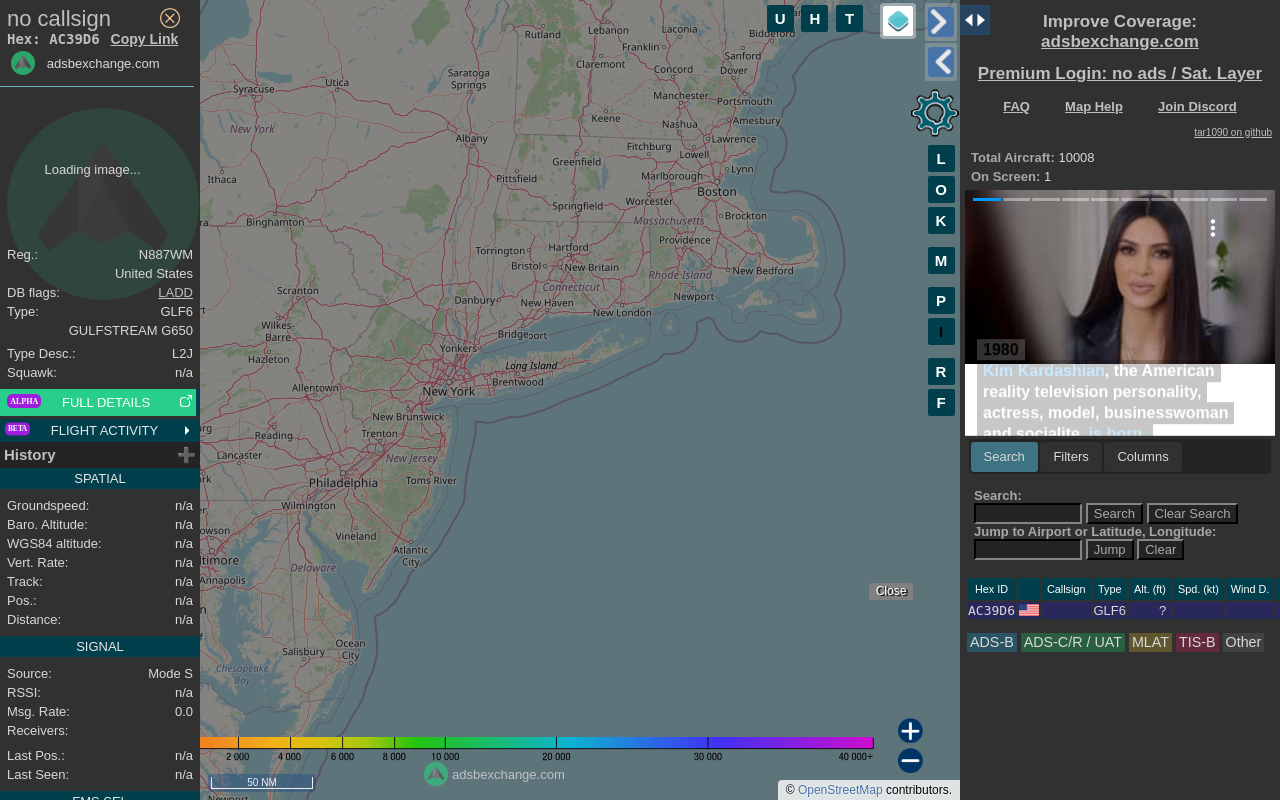 no callsign
Hex: AC39D6 Copy Link
adsbexchange.com
Loading image...
Reg.: N887WM
United States
DB flags: LADD
Type: GLF6
GULFSTREAM G650
Type Desc.: L2J
Squawk: n/a
ALPHA FULL DETAILS
BETA FLIGHT ACTIVITY
History
SPATIAL
Groundspeed: n/a
Baro. Altitude: n/a
WGS84 altitude: n/a
Vert. Rate: n/a
Track: n/a
Pos.: n/a
Distance: n/a
SIGNAL
Source: Mode S
RSSI: n/a
Msg. Rate: 0.0
Receivers:
Last Pos.: n/a
Last Seen: n/a
FMS SEL
U H T
L
O
K
M
P
I
R
F
Rutland
Lebanon
Laconia
Biddeford
Franklin
Sanford
Claremont
Concord
Dover
Saratoga
Springs
Utica
Syracuse
Manchester
Portsmouth
Keene
Nashua
Amesbury
New York
Albany
Fitchburg
Lawrence
Greenfield
Lowell
Lynn
Ithaca
Pittsfield
Marlborough
Boston
Worcester
Springfield
Massachusetts
Brockton
Binghamton
Providence
Torrington
Hartford
Bristol
New Britain
New Bedford
Rhode Island
Connecticut
Scranton
Danbury
New Haven
Newport
New London
Wilkes-
Barre
Bridgeport
Yonkers
Hazleton
Long Island
Brentwood
Allentown
New York
New Brunswick
Reading
Trenton
Lancaster
New Jersey
Philadelphia
Toms River
Wilmington
Vineland
Atlantic
City
Annapolis
Delaware
Salisbury
Ocean
City
Chesapeake
Bay
Newport
Close
2 000 4 000 6 000 8 000 10 000 20 000 30 000 40 000+
adsbexchange.com
50 NM
© OpenStreetMap contributors.
Improve Coverage:
adsbexchange.com
Premium Login: no ads / Sat. Layer
FAQ Map Help Join Discord
tar1090 on github
Total Aircraft: 10008
On Screen: 1
1980
Kim Kardashian, the American
reality television personality,
actress, model, businesswoman
and socialite, is born.
Search Filters Columns
Search:
Search Clear Search
Jump to Airport or Latitude, Longitude:
Jump Clear
Hex ID Callsign Type Alt. (ft) Spd. (kt) Wind D.
AC39D6 GLF6 ?
ADS-B ADS-C/R / UAT MLAT TIS-B Other